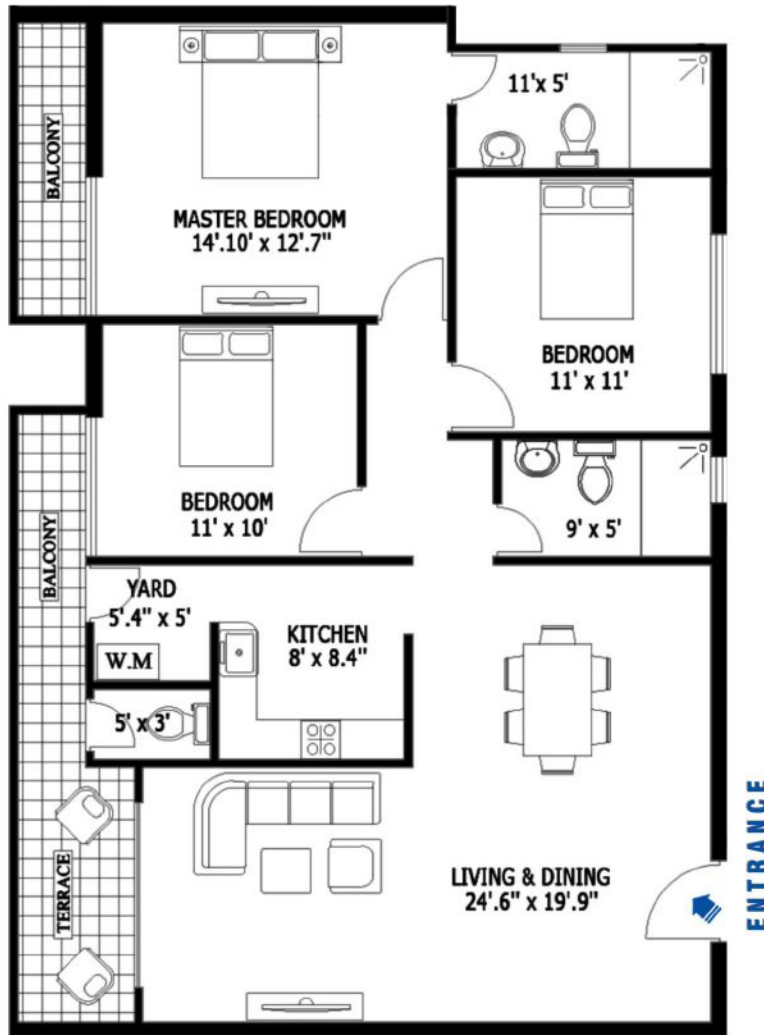 11'x 5'
BALCONY
MASTER BEDROOM
14'.10' x 12'.7"
BEDROOM
11' x 11'
BEDROOM
11' x 10'
9' x 5'
BALCONY
YARD
5'.4" x 5'
KITCHEN
8' x 8.4"
W.M
5' x 3'
TERRACE
LIVING & DINING
24'.6" x 19'.9"
ENTRANCE